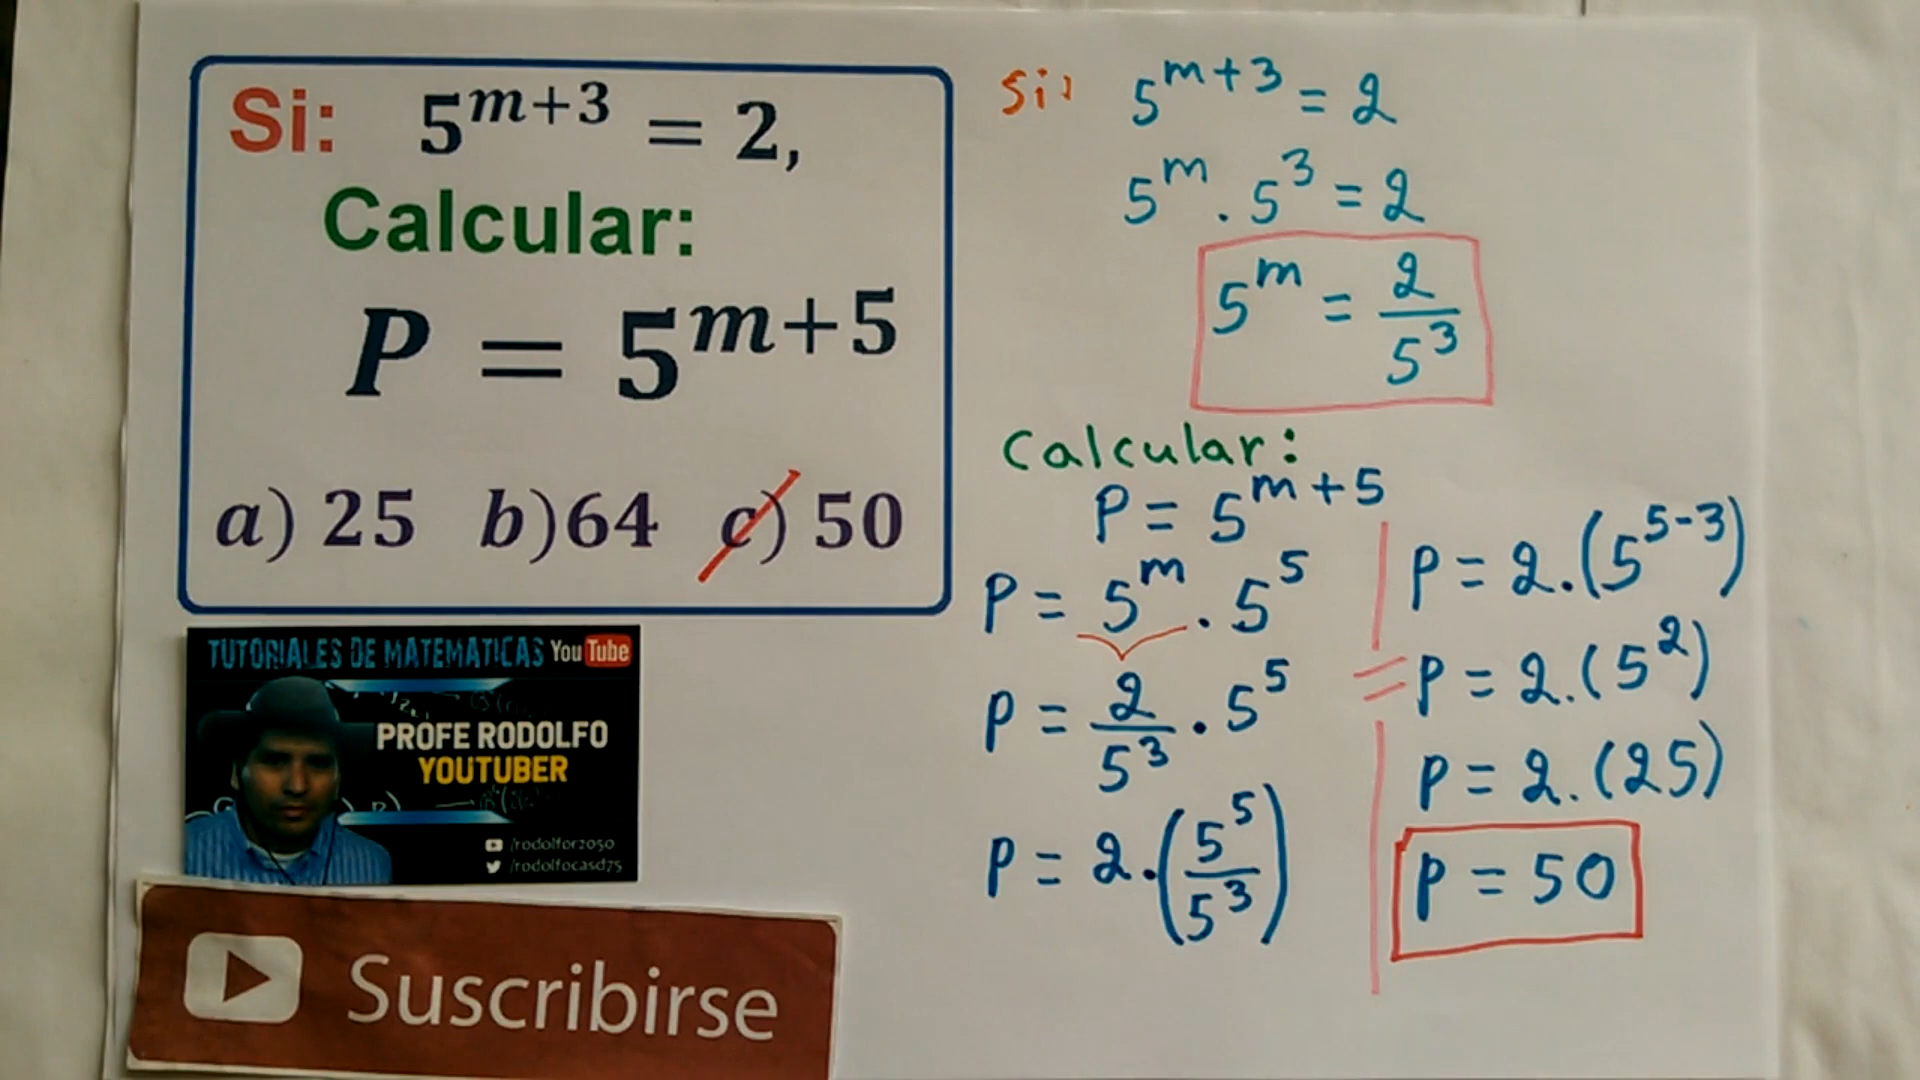 Si: 5^{m+3} = 2,
Calcular:
P = 5^{m+5}
a) 25 b)64 c) 50
TUTORIALES DE MATEMATICAS YouTube
PROFE RODOLFO
YOUTUBER
/rodolfor2050
/rodolfocasd75
Suscribirse
Si: 5^{m+3} = 2
5^m . 5^3 = 2
5^m = 2/5^3
Calcular:
P = 5^{m+5}
P = 5^m . 5^5
P = 2/5^3 . 5^5
P = 2.(5^5/5^3)
P = 2.(5^{5-3})
P = 2.(5^2)
P = 2.(25)
P = 50